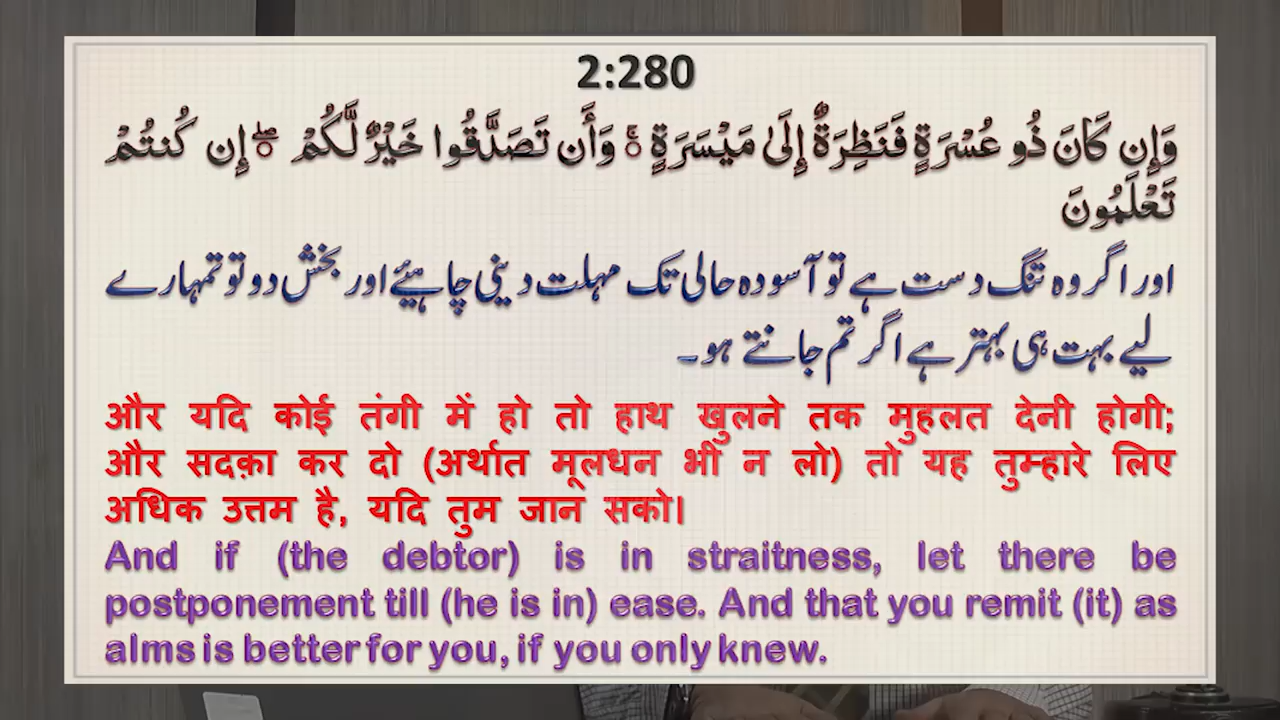 2:280
وَإِن كَانَ ذُو عُسْرَةٍ فَنَظِرَةٌ إِلَىٰ مَيْسَرَةٍ ۚ وَأَن تَصَدَّقُوا خَيْرٌ لَّكُمْ ۖ إِن كُنتُمْ
تَعْلَمُونَ
اور اگر وہ تنگ دست ہے تو آسودہ حالی تک مہلت دینی چاہیئے اور بخش دو تو تمہارے
لیے بہت ہی بہتر ہے اگر تم جانتے ہو۔
और यदि कोई तंगी में हो तो हाथ खुलने तक मुहलत देनी होगी;
और सदक़ा कर दो (अर्थात मूलधन भी न लो) तो यह तुम्हारे लिए
अधिक उत्तम है, यदि तुम जान सको।
And if (the debtor) is in straitness, let there be
postponement till (he is in) ease. And that you remit (it) as
alms is better for you, if you only knew.